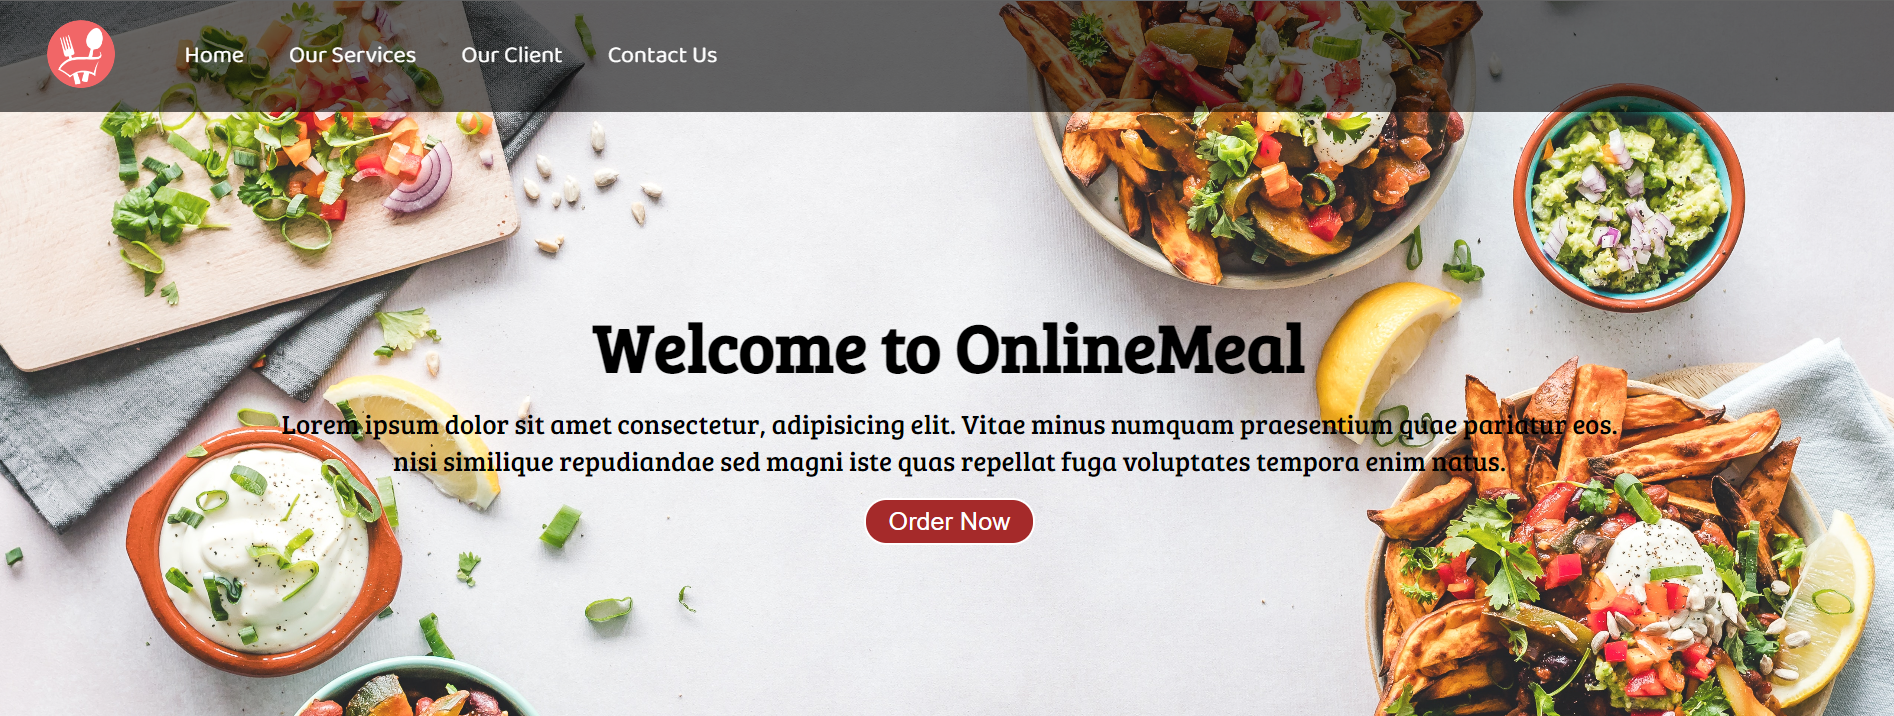 Home Our Services Our Client Contact Us
Welcome to OnlineMeal
Lorem ipsum dolor sit amet consectetur, adipisicing elit. Vitae minus numquam praesentium quae pariatur eos.
nisi similique repudiandae sed magni iste quas repellat fuga voluptates tempora enim natus.
Order Now